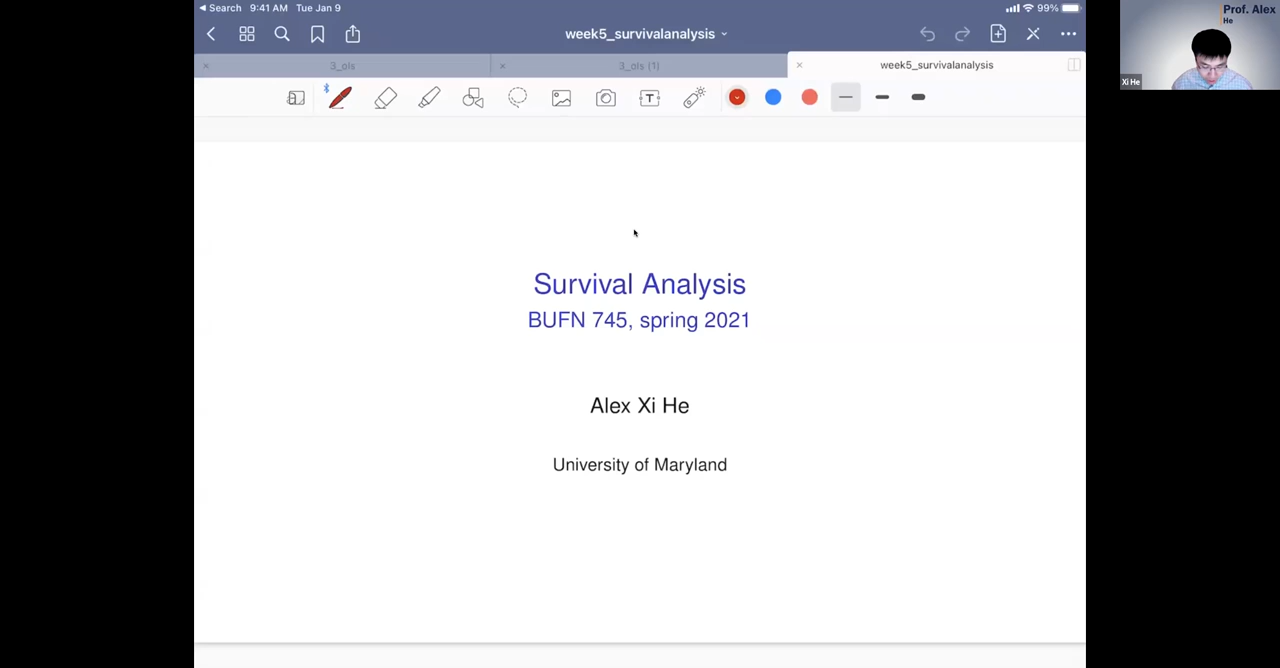 Search 9:41 AM Tue Jan 9
99%
week5_survivalanalysis
3_ols
3_ols (1)
week5_survivalanalysis
T
Survival Analysis
BUFN 745, spring 2021
Alex Xi He
University of Maryland
Prof. Alex
He
Xi He